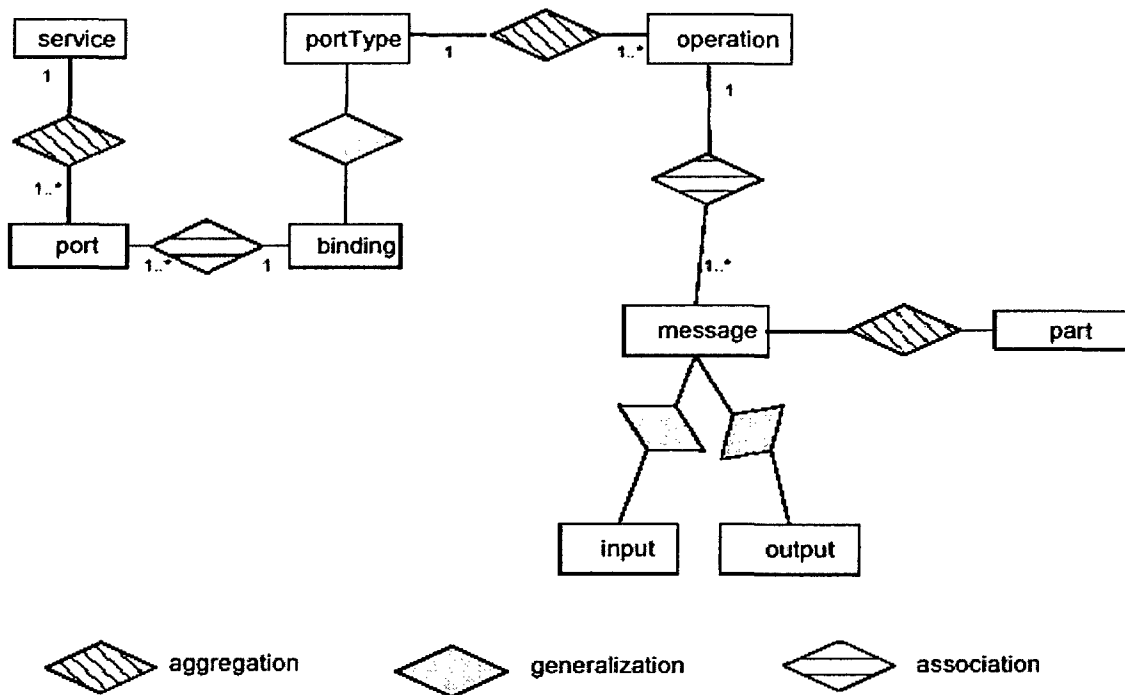 service
portType
operation
1
1..*
1
1
1..*
port
binding
1..*
1
1..*
message
part
input
output
aggregation
generalization
association